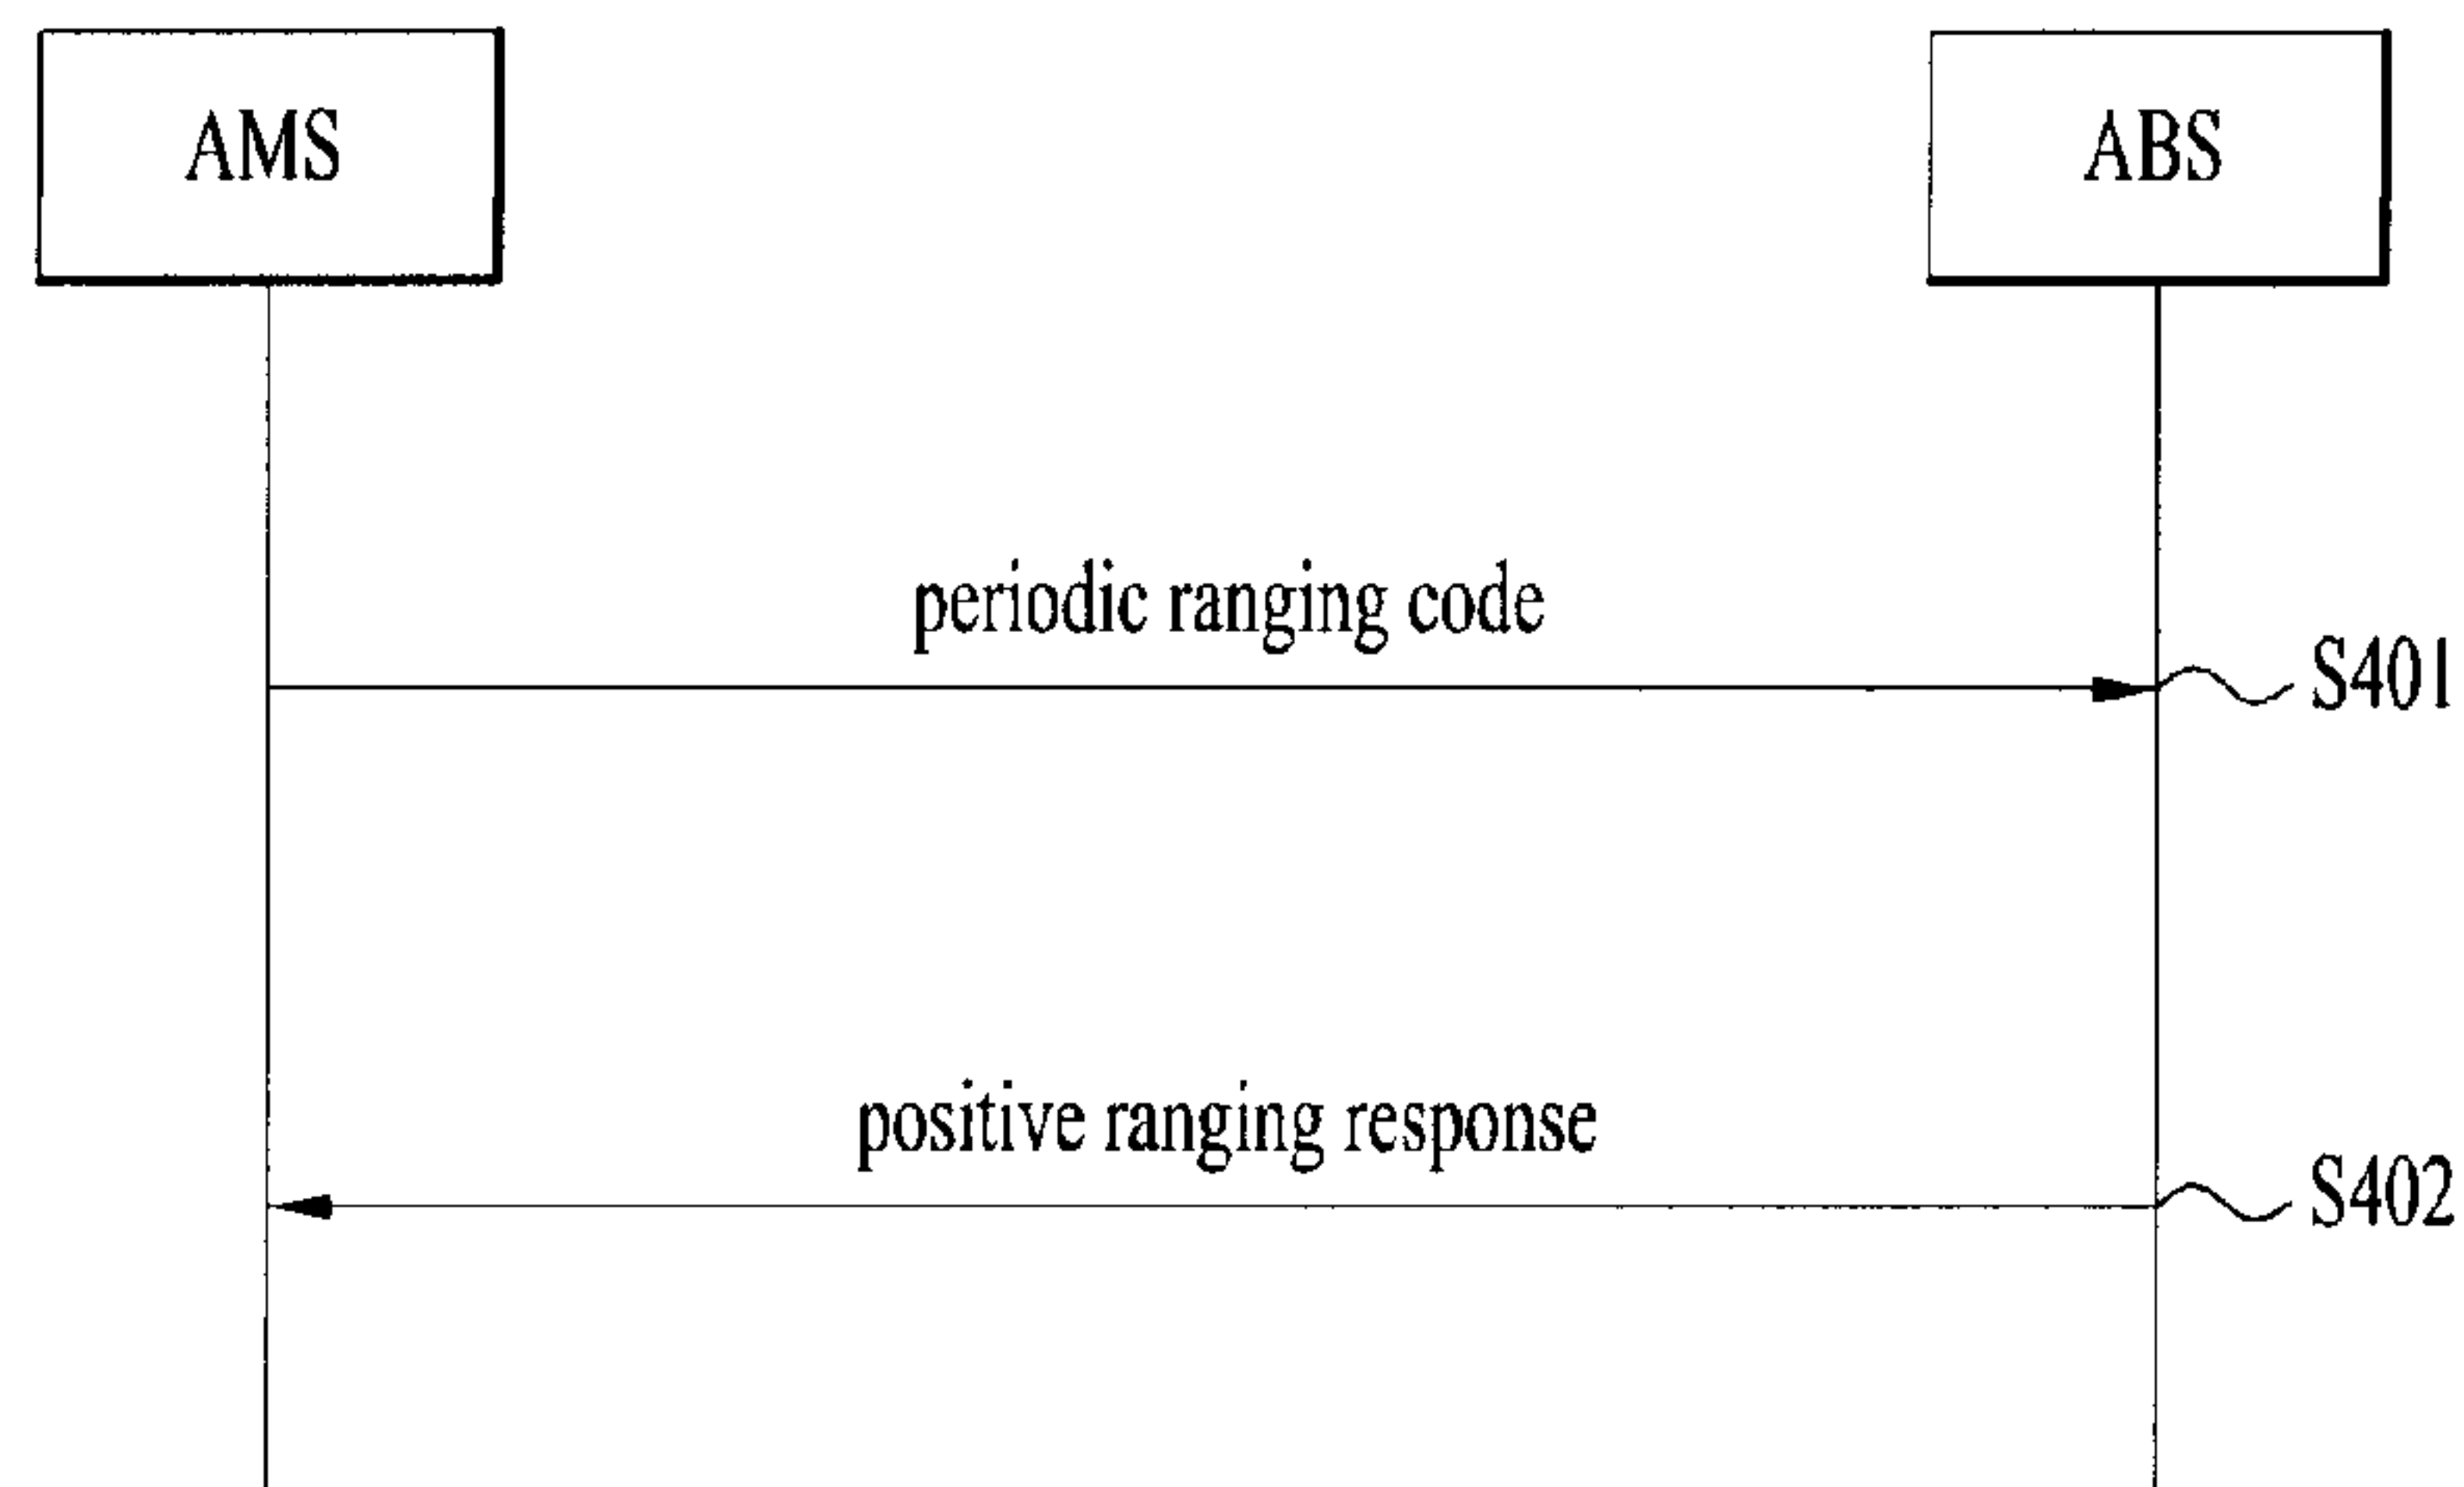 AMS
ABS
periodic ranging code
S401
positive ranging response
S402